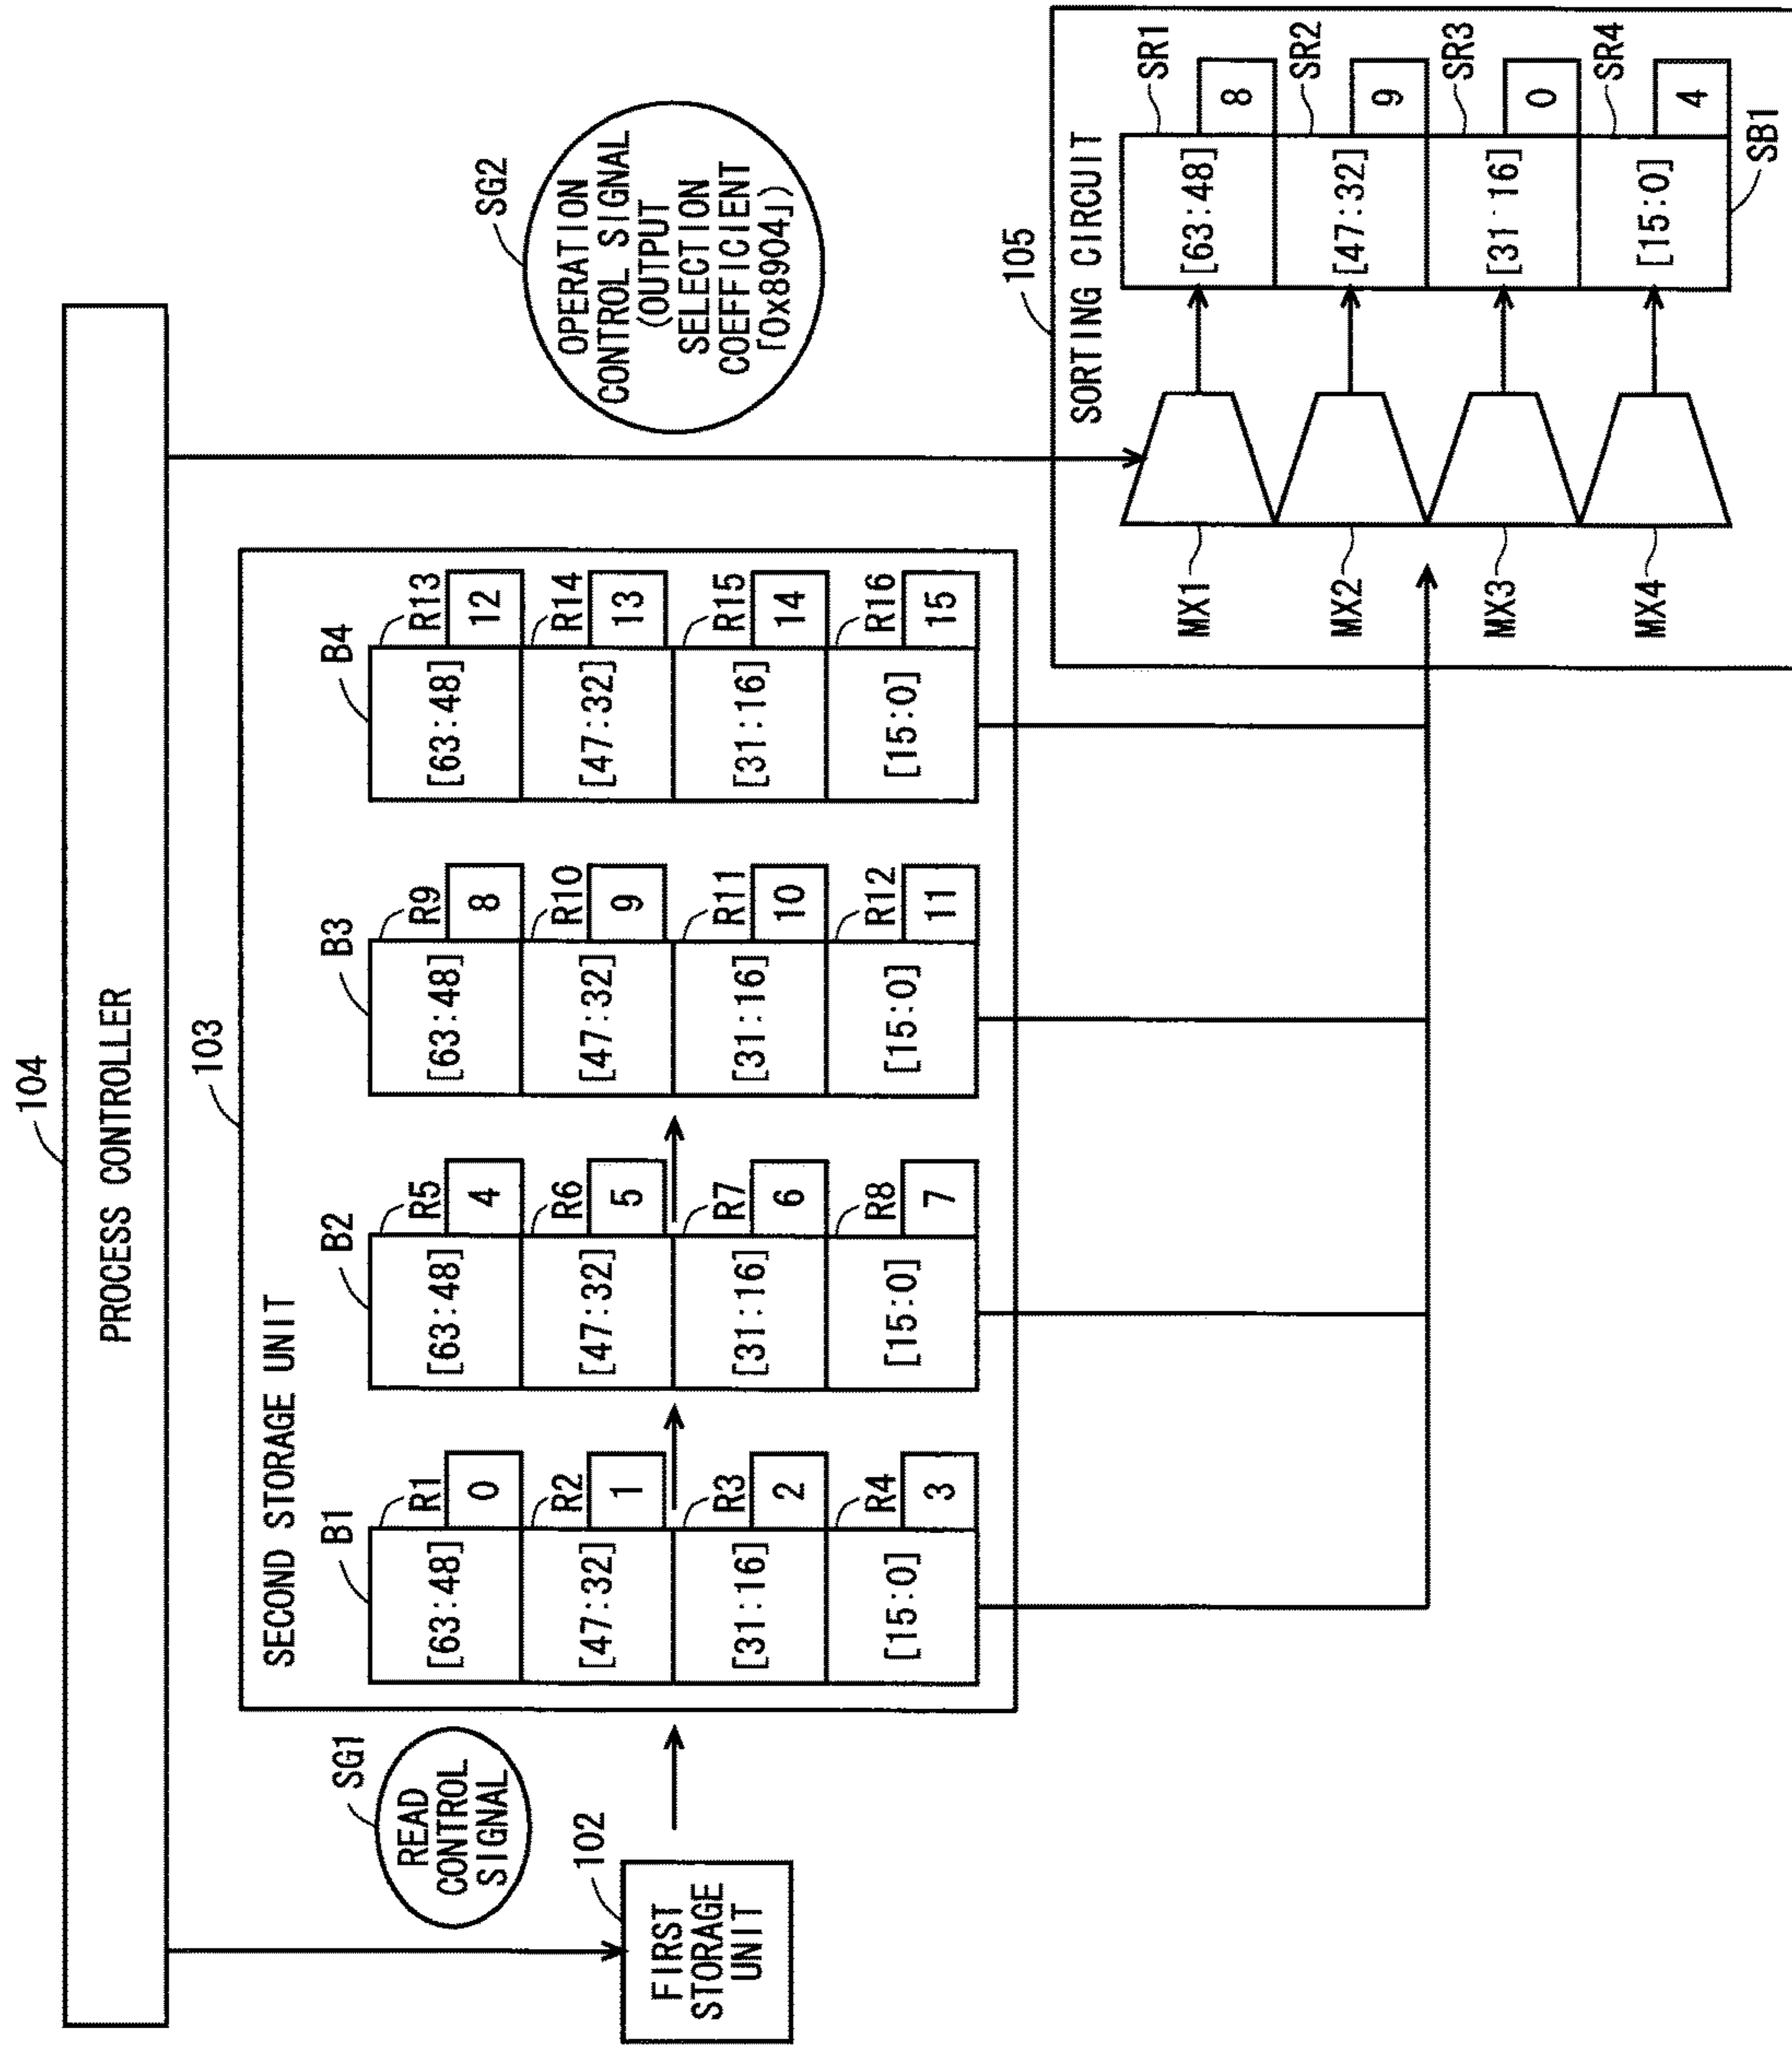 104
PROCESS CONTROLLER
SG1
READ
CONTROL
SIGNAL
102
FIRST
STORAGE
UNIT
103
SECOND STORAGE UNIT
B1
[63:48]
R1
0
[47:32]
R2
1
[31:16]
R3
2
[15:0]
R4
3
B2
[63:48]
R5
4
[47:32]
R6
5
[31:16]
R7
6
[15:0]
R8
7
B3
[63:48]
R9
8
[47:32]
R10
9
[31:16]
R11
10
[15:0]
R12
11
B4
[63:48]
R13
12
[47:32]
R14
13
[31:16]
R15
14
[15:0]
R16
15
SG2
OPERATION
CONTROL SIGNAL
(OUTPUT
SELECTION
COEFFICIENT
「0x8904」)
105
SORTING CIRCUIT
MX1
MX2
MX3
MX4
[63:48]
SR1
8
[47:32]
SR2
9
[31:16]
SR3
0
[15:0]
SR4
4
SB1